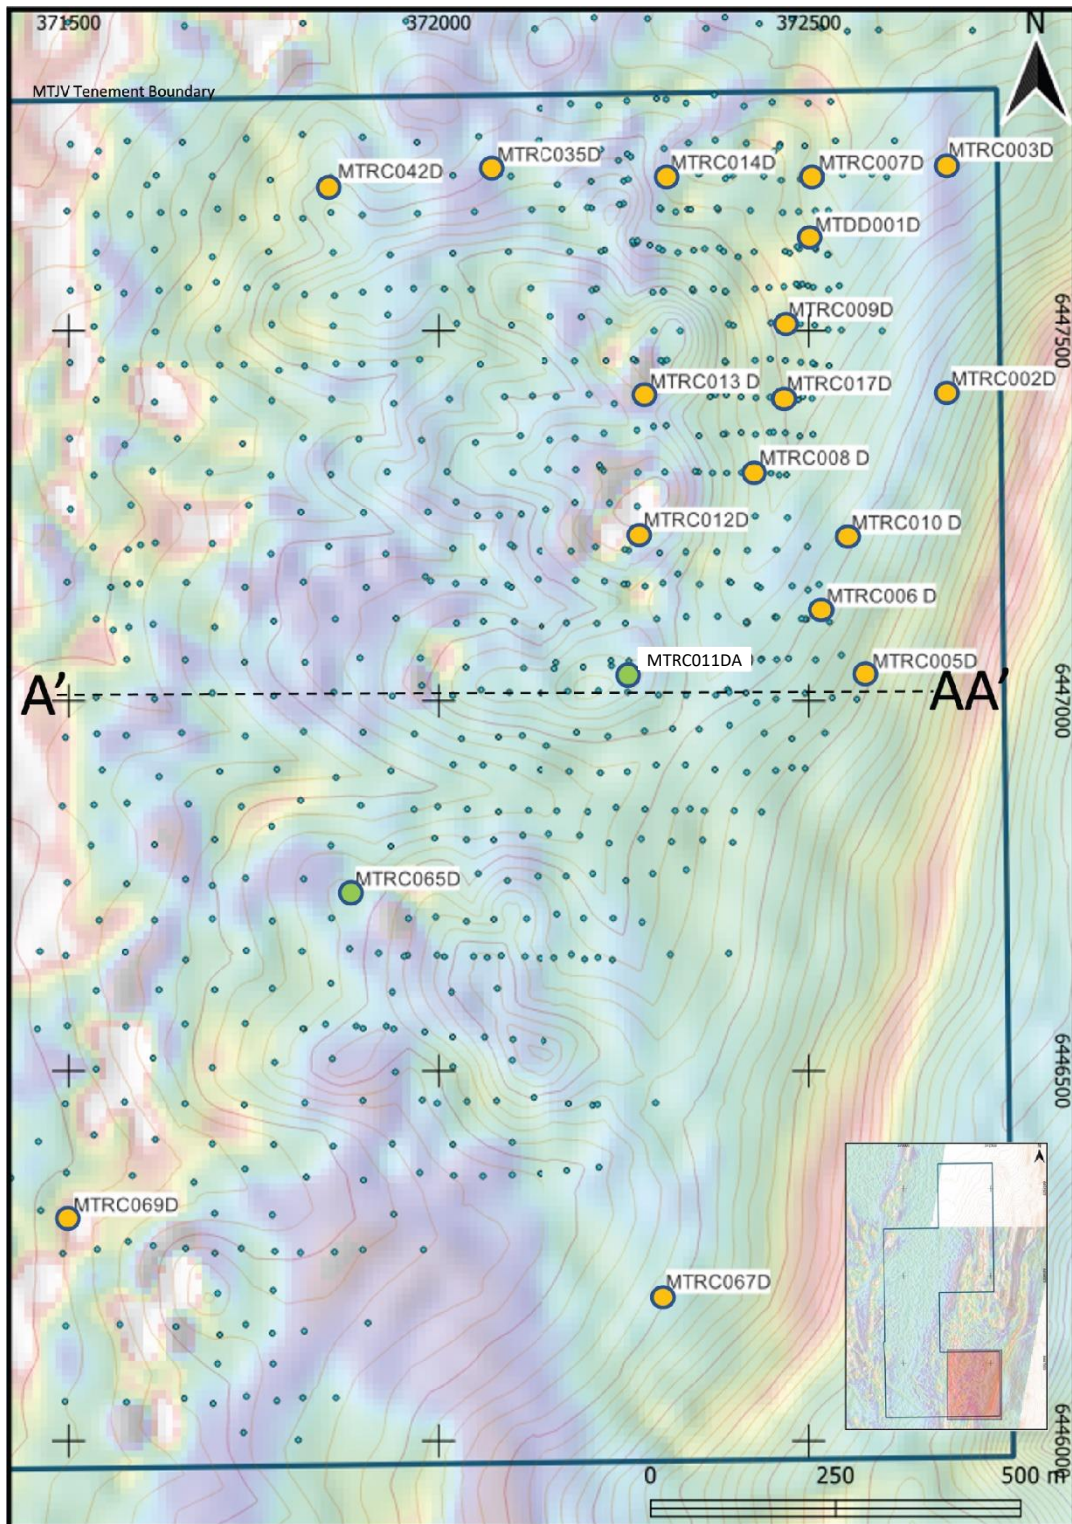 371500 372000 372500 N
MTJV Tenement Boundary
MTRC003D
MTRC035D
MTRC014D
MTRC007D
MTRC042D
MTDD001D
MTRC009D
6447500
MTRC013 D
MTRC017D
MTRC002D
MTRC008 D
MTRC012D
MTRC010 D
MTRC006 D
MTRC011DA
MTRC005D
A'
AA'
6447000
MTRC065D
6446500
MTRC069D
MTRC067D
6446000
0 250 500 m